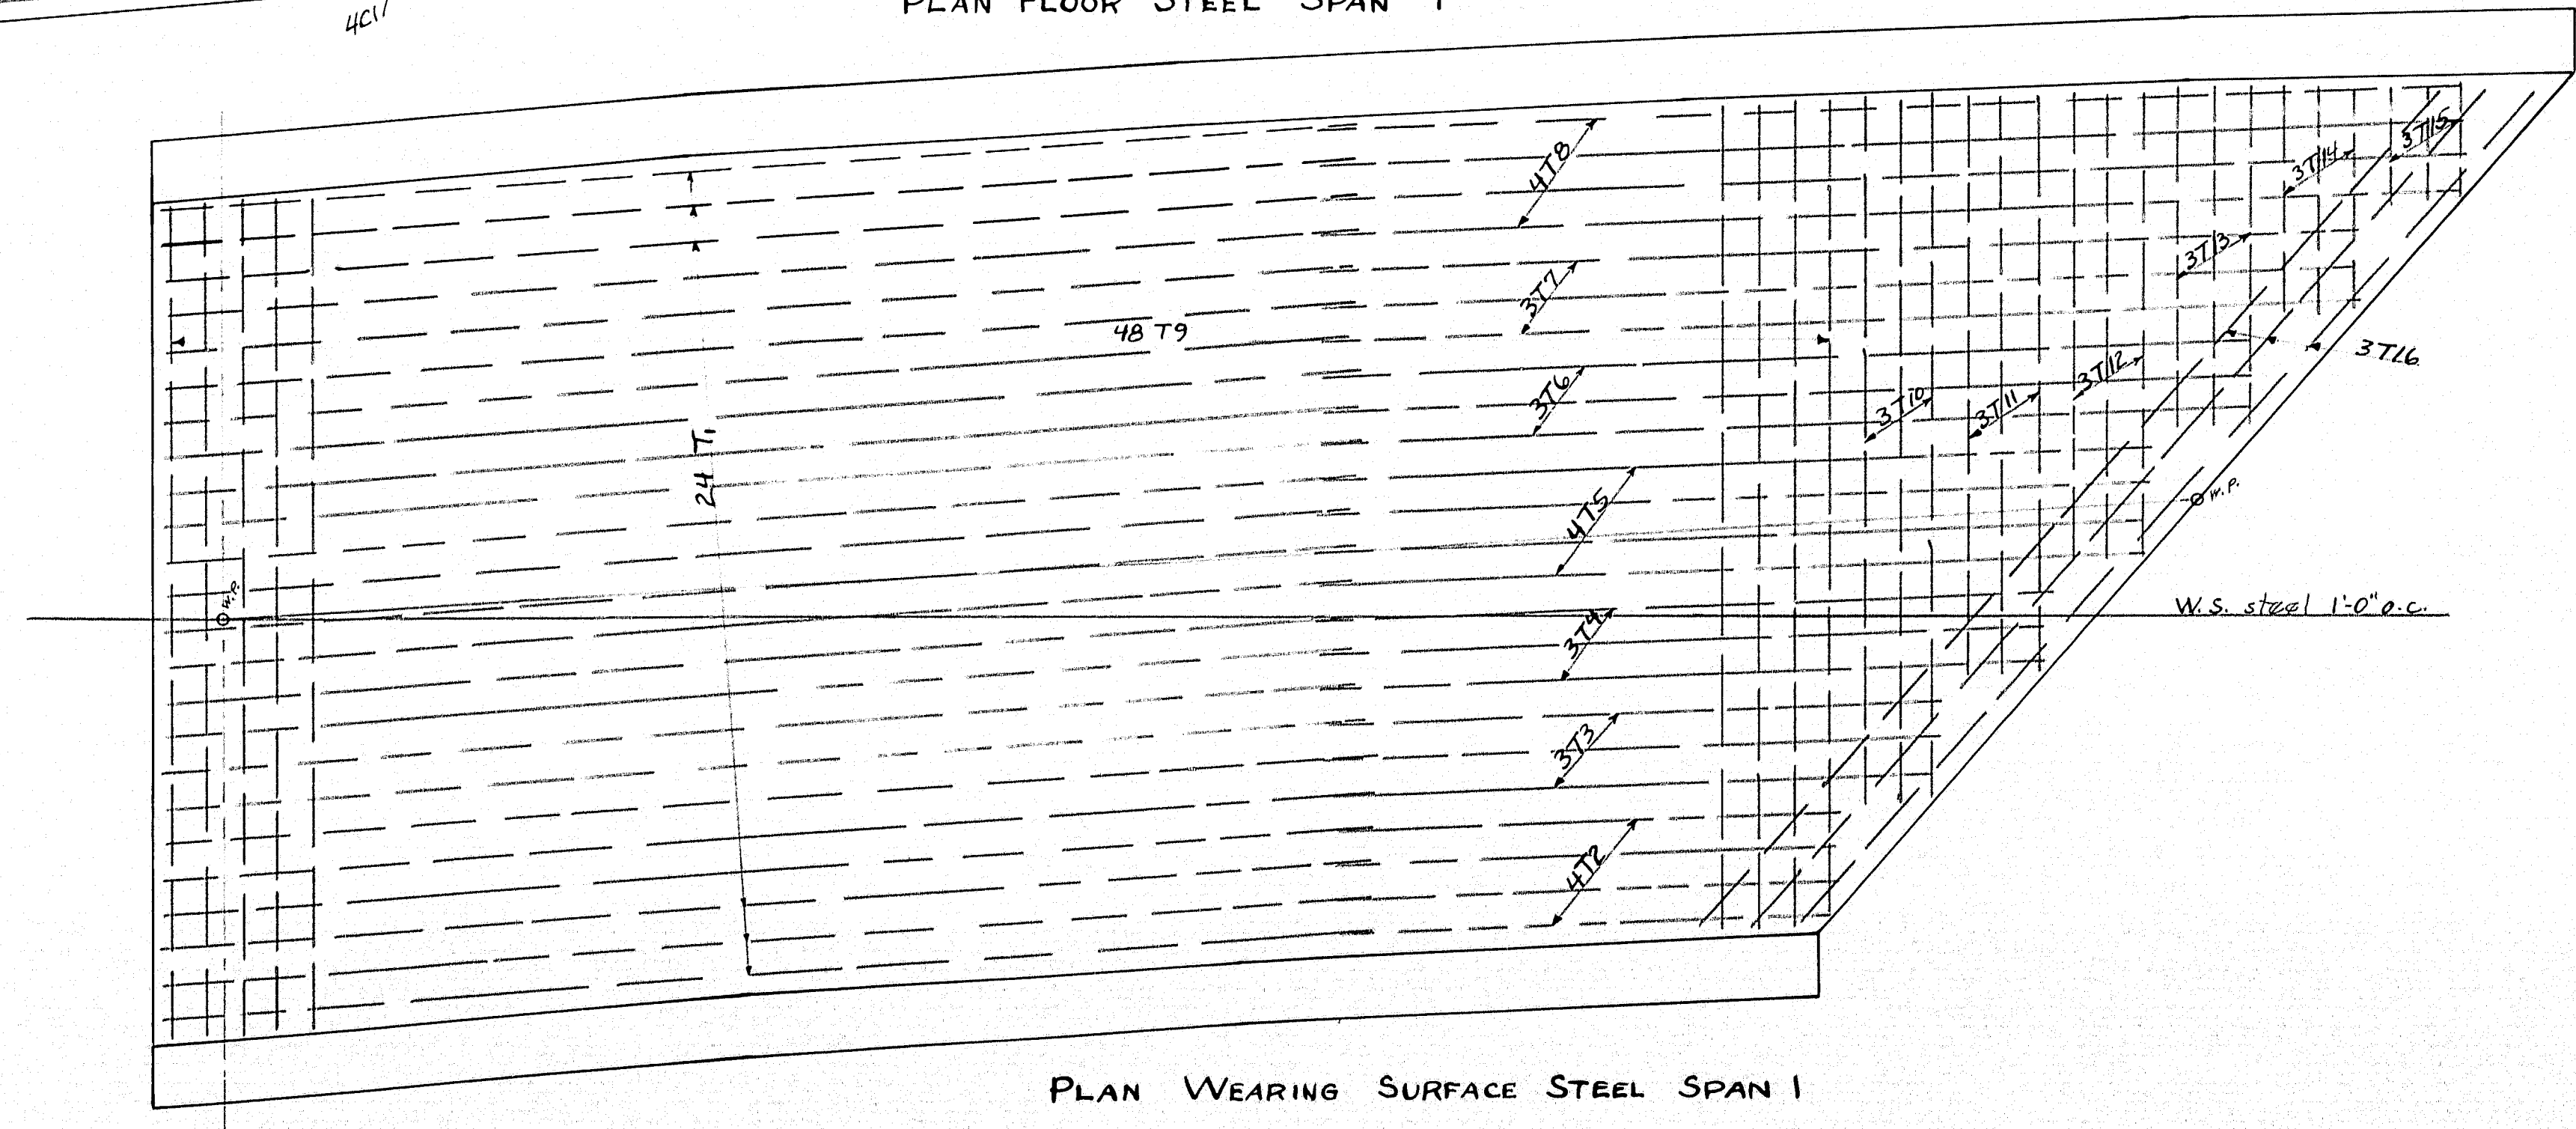 PLAN FLOOR STEEL SPAN 1
4C17
4T8
3T15
3T14
3T13
3T7
48 T9
3T16
3T12
3T6
3T10
3T11
24 T1
4T5
W.P.
W.P.
W.S. steel 1'-0" o.c.
3T4
3T3
4T2
PLAN WEARING SURFACE STEEL SPAN 1